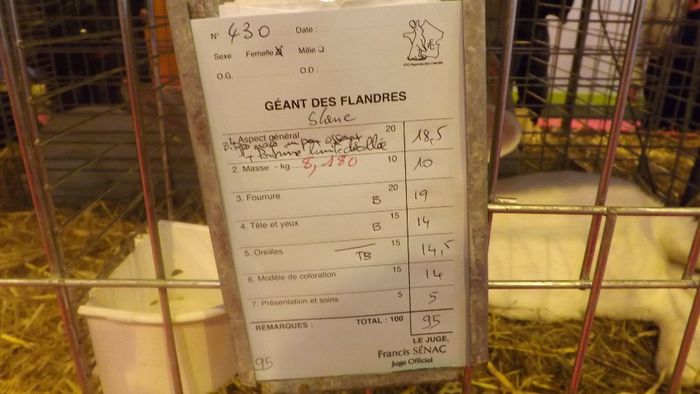 N° 430 Date :
Sexe Femelle ☒ Mâle ☐
O.G. O.D. :
GÉANT DES FLANDRES
1. Aspect général 20 18,5
2. Masse - kg.... 8,180 10 10
3. Fourrure B 20 19
4. Tête et yeux B 15 14
5. Oreilles TB 15 14,5
6. Modèle de coloration 15 14
7. Présentation et soins 5 5
REMARQUES : TOTAL : 100 95
LE JUGE,
Francis SÉNAC
Juge Officiel
95